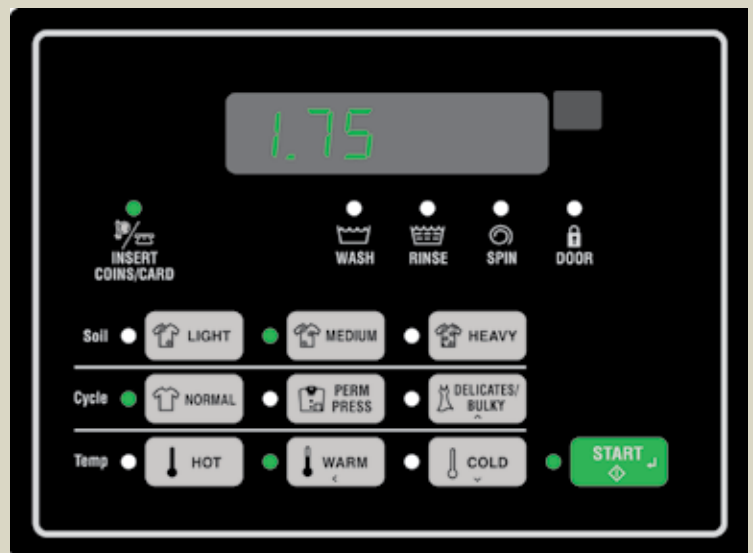 1.75
INSERT
COINS/CARD
WASH
RINSE
SPIN
DOOR
Soil
LIGHT
MEDIUM
HEAVY
Cycle
NORMAL
PERM
PRESS
DELICATES/
BULKY
Temp
HOT
WARM
COLD
START